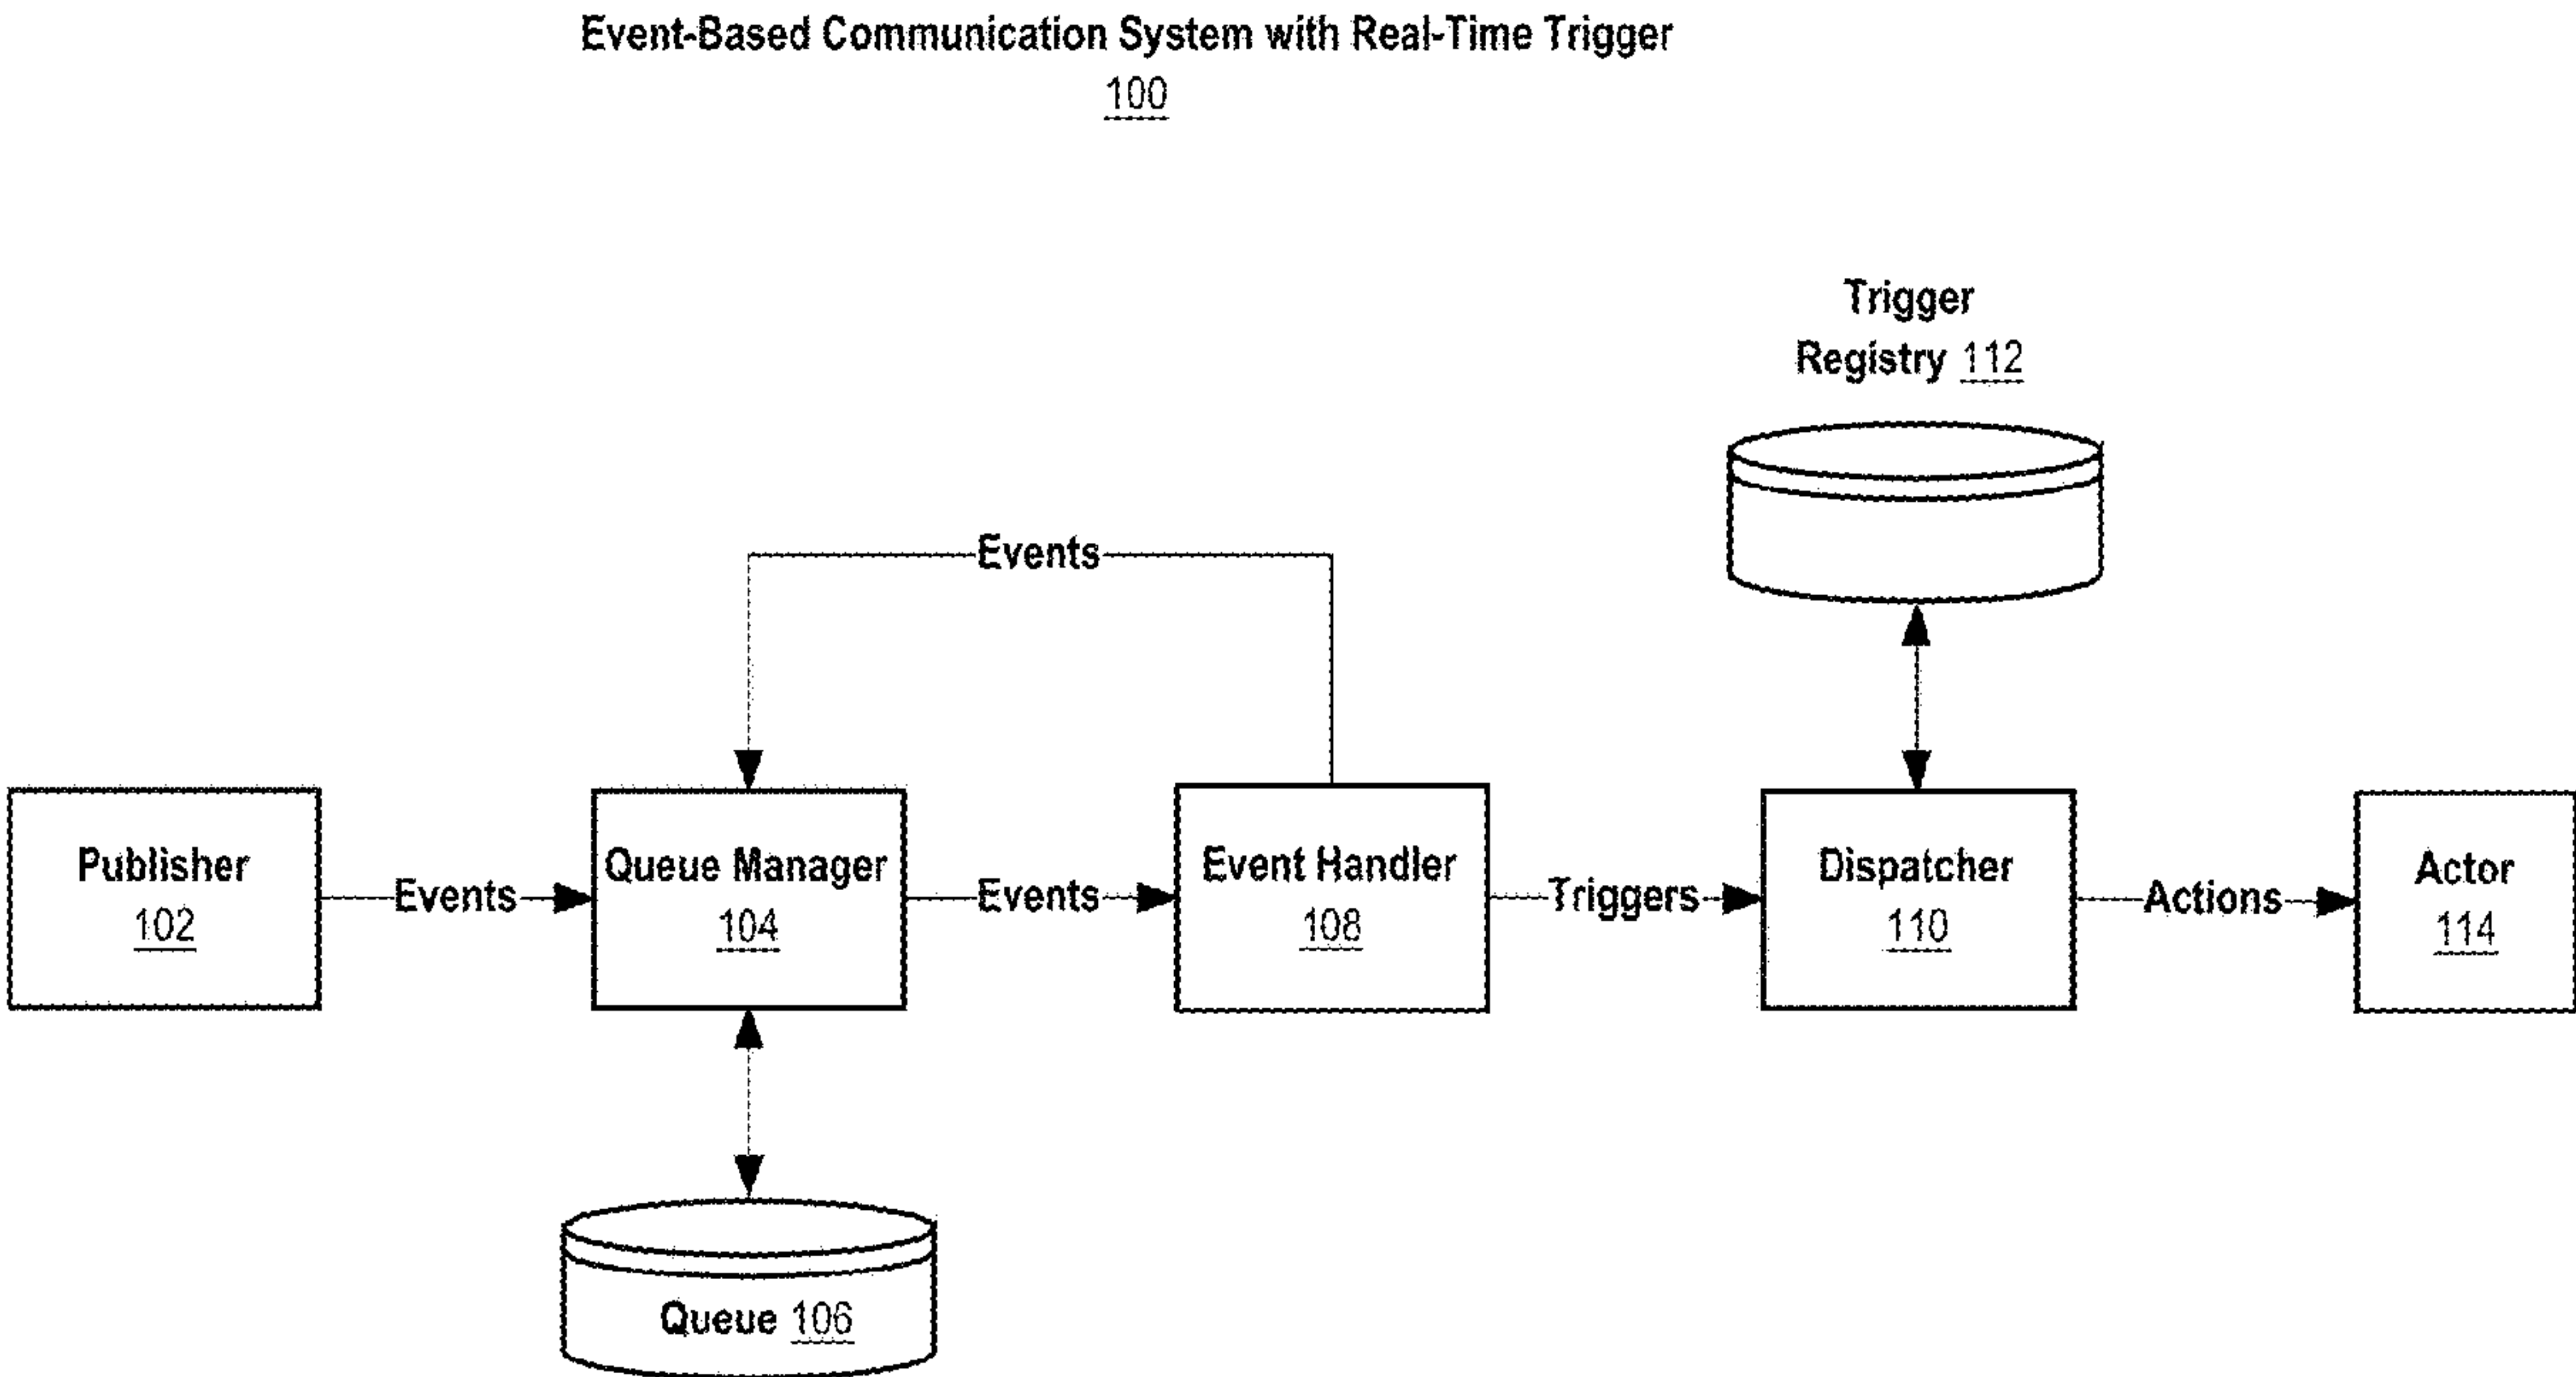 Event-Based Communication System with Real-Time Trigger
100
Trigger
Registry 112
Events
Publisher
102
Events
Queue Manager
104
Events
Event Handler
108
Triggers
Dispatcher
110
Actions
Actor
114
Queue 106